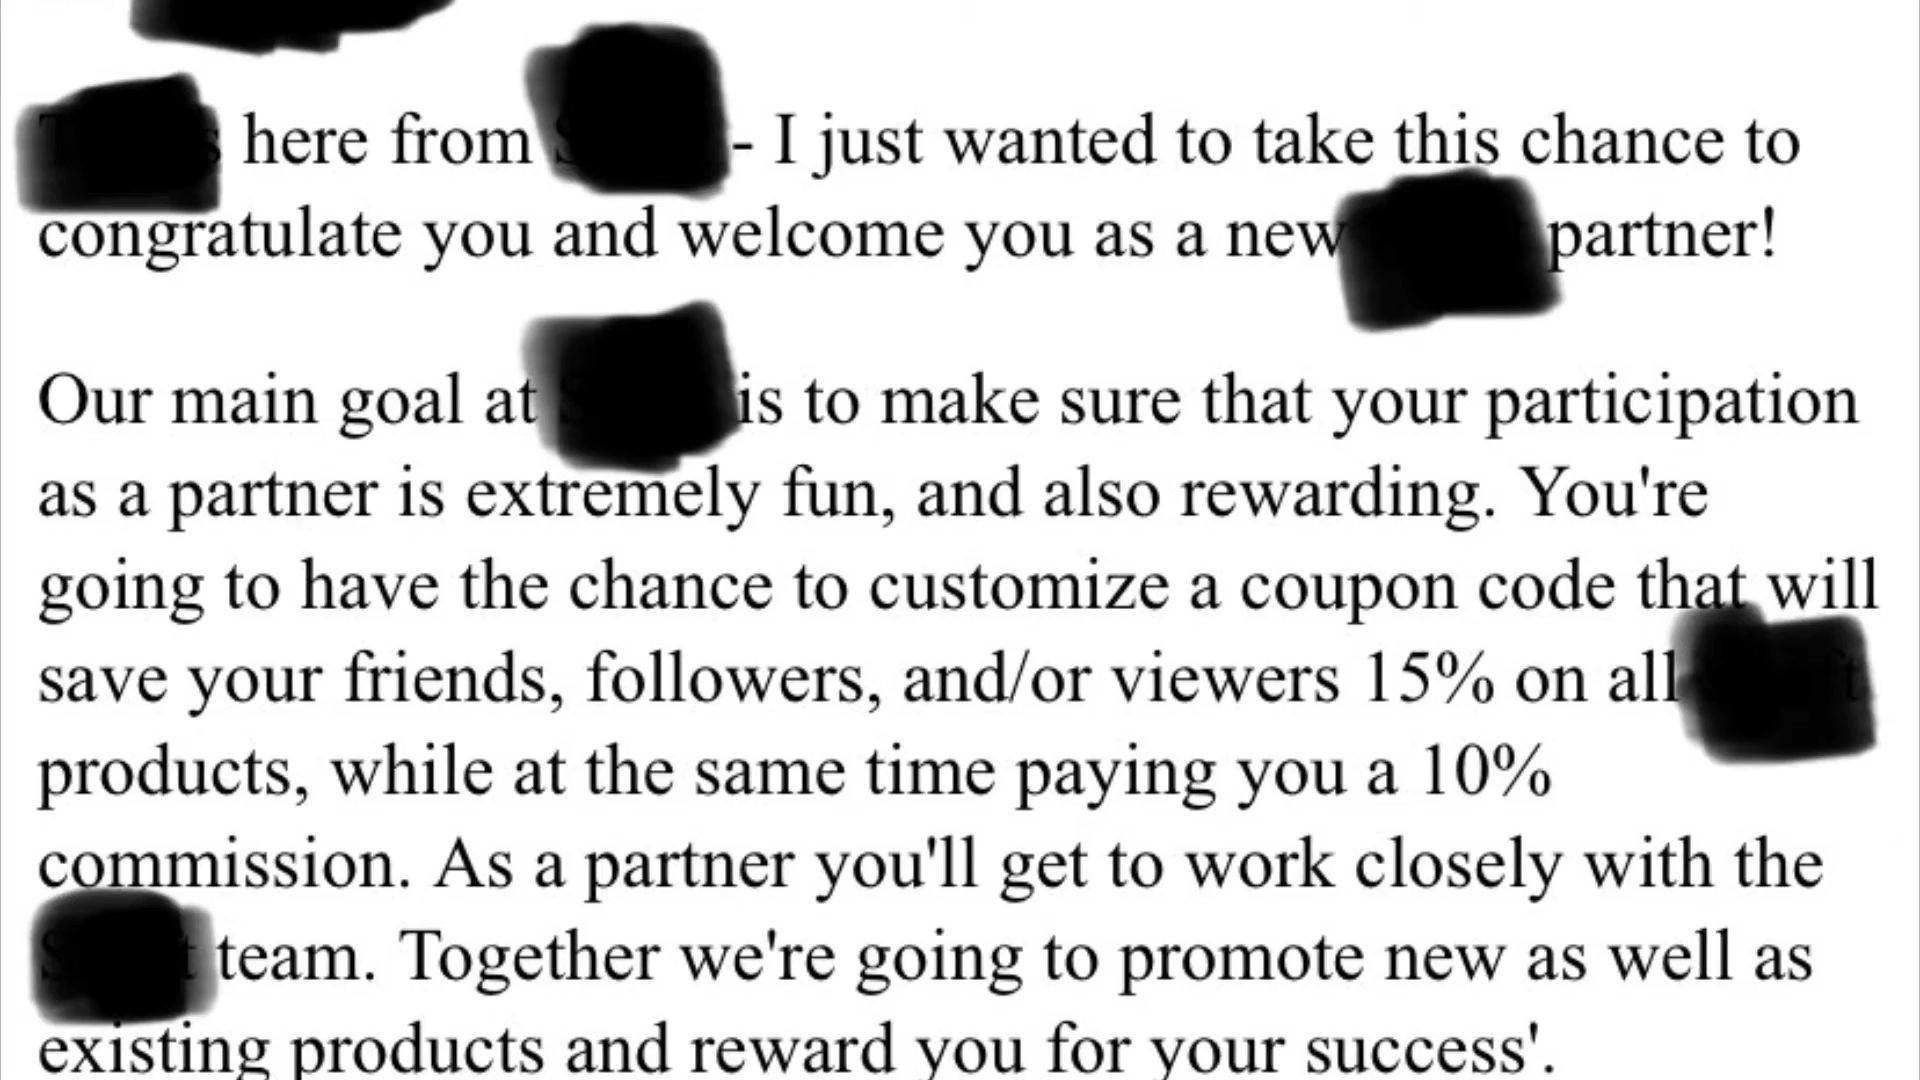 here from - I just wanted to take this chance to
congratulate you and welcome you as a new partner!
Our main goal at is to make sure that your participation
as a partner is extremely fun, and also rewarding. You're
going to have the chance to customize a coupon code that will
save your friends, followers, and/or viewers 15% on all
products, while at the same time paying you a 10%
commission. As a partner you'll get to work closely with the
team. Together we're going to promote new as well as
existing products and reward you for your success'.